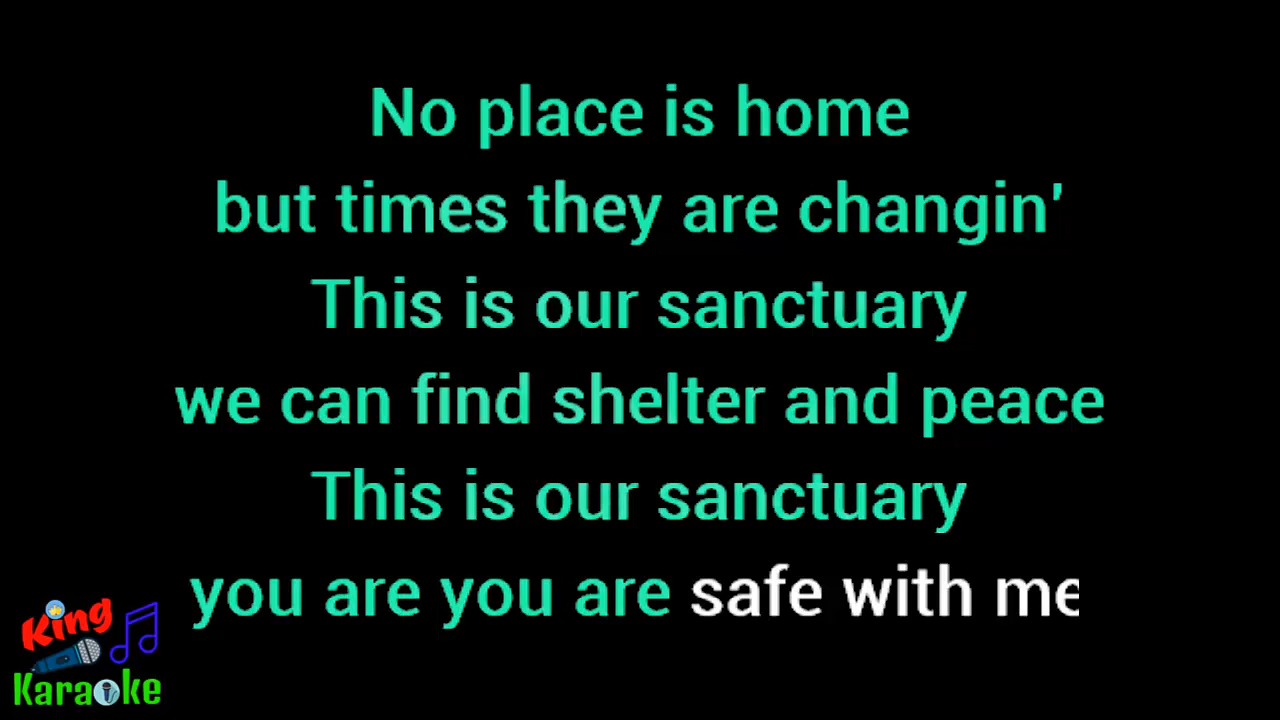 No place is home
but times they are changin'
This is our sanctuary
we can find shelter and peace
This is our sanctuary
you are you are safe with me
King
Karaoke